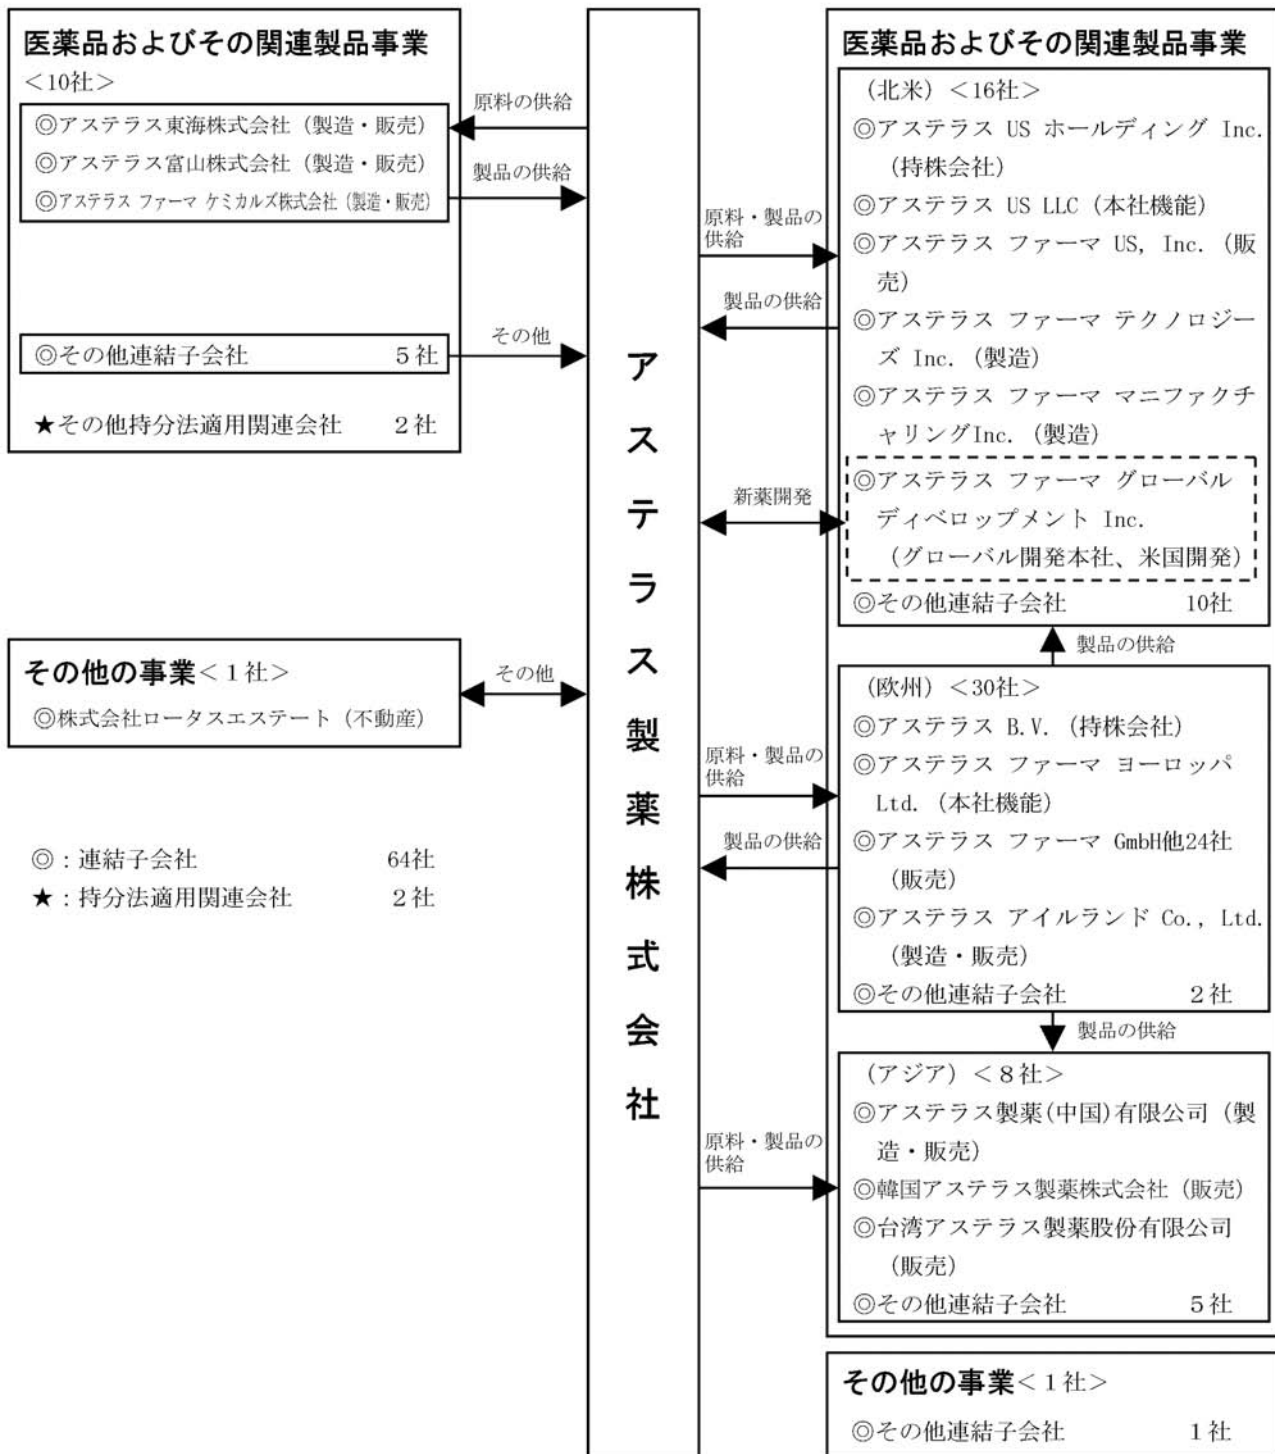 医薬品およびその関連製品事業
＜10社＞
◎アステラス東海株式会社（製造・販売）
◎アステラス富山株式会社（製造・販売）
◎アステラス ファーマ ケミカルズ株式会社（製造・販売）
◎その他連結子会社 5社
★その他持分法適用関連会社 2社
原料の供給
製品の供給
その他
その他の事業＜1社＞
◎株式会社ロータスエステート（不動産）
その他
◎：連結子会社 64社
★：持分法適用関連会社 2社
アステラス製薬株式会社
原料・製品の
供給
製品の供給
新薬開発
原料・製品の
供給
製品の供給
原料・製品の
供給
医薬品およびその関連製品事業
（北米）＜16社＞
◎アステラス US ホールディング Inc.
（持株会社）
◎アステラス US LLC（本社機能）
◎アステラス ファーマ US, Inc.（販
売）
◎アステラス ファーマ テクノロジー
ズ Inc.（製造）
◎アステラス ファーマ マニファクチ
ャリングInc.（製造）
◎アステラス ファーマ グローバル
ディベロップメント Inc.
（グローバル開発本社、米国開発）
◎その他連結子会社 10社
製品の供給
（欧州）＜30社＞
◎アステラス B.V.（持株会社）
◎アステラス ファーマ ヨーロッパ
Ltd.（本社機能）
◎アステラス ファーマ GmbH他24社
（販売）
◎アステラス アイルランド Co., Ltd.
（製造・販売）
◎その他連結子会社 2社
製品の供給
（アジア）＜8社＞
◎アステラス製薬(中国)有限公司（製
造・販売）
◎韓国アステラス製薬株式会社（販売）
◎台湾アステラス製薬股份有限公司
（販売）
◎その他連結子会社 5社
その他の事業＜1社＞
◎その他連結子会社 1社